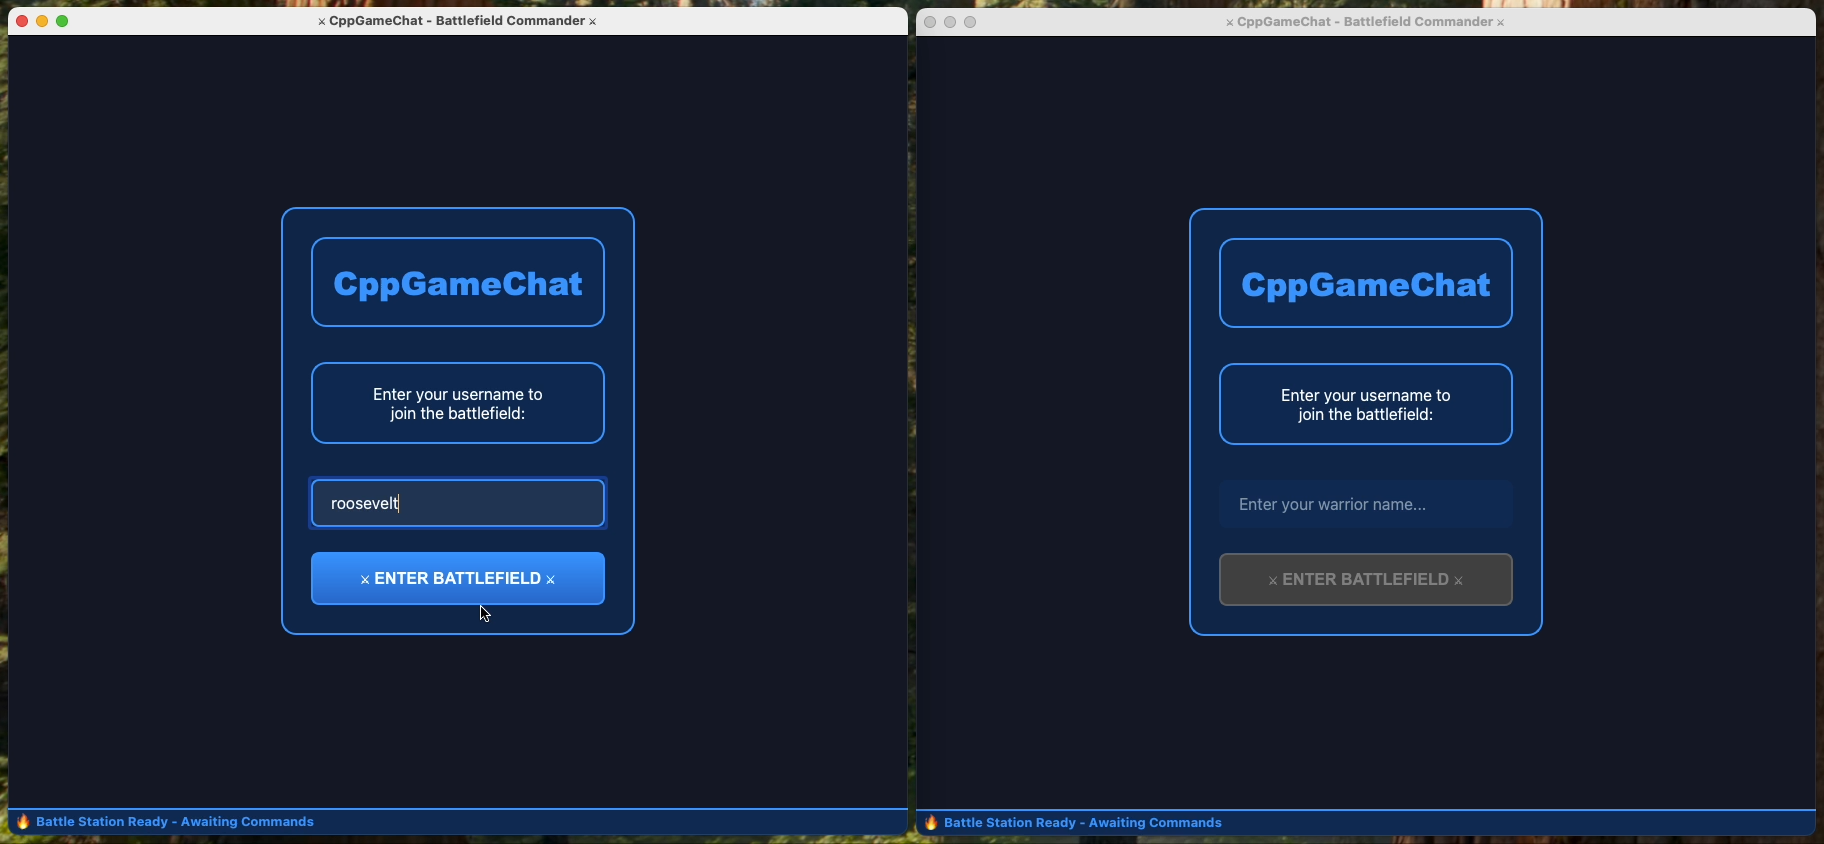 ⚔ CppGameChat - Battlefield Commander ⚔
CppGameChat
Enter your username to
join the battlefield:
roosevelt
⚔ ENTER BATTLEFIELD ⚔
🔥 Battle Station Ready - Awaiting Commands
⚔ CppGameChat - Battlefield Commander ⚔
CppGameChat
Enter your username to
join the battlefield:
Enter your warrior name...
⚔ ENTER BATTLEFIELD ⚔
🔥 Battle Station Ready - Awaiting Commands